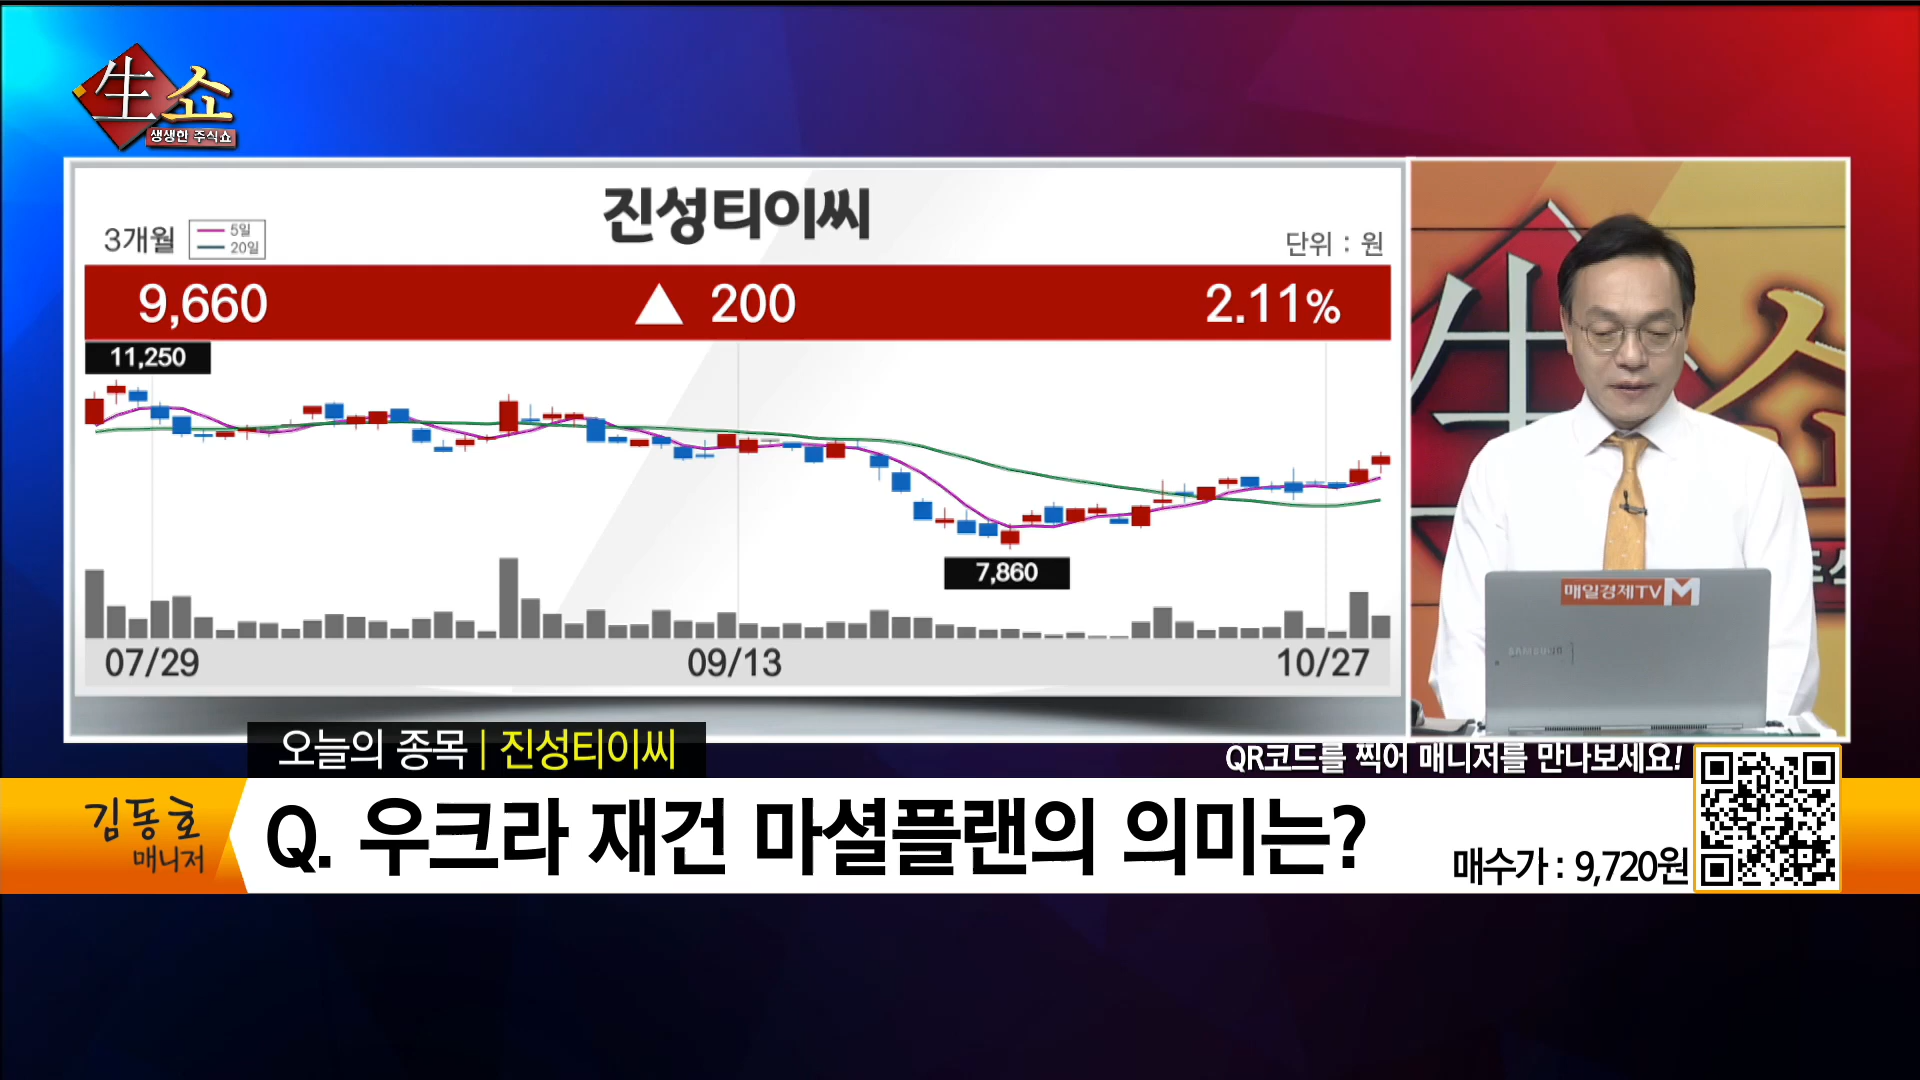 生쇼
생생한 주식쇼
진성티이씨
3개월
5일
20일
단위 : 원
9,660 ▲ 200 2.11%
11,250
7,860
07/29 09/13 10/27
生쇼
매일경제TV M
SAMSUNG
오늘의 종목 | 진성티이씨
QR코드를 찍어 매니저를 만나보세요!
김동호
매니저
Q. 우크라 재건 마셜플랜의 의미는?
매수가 : 9,720원